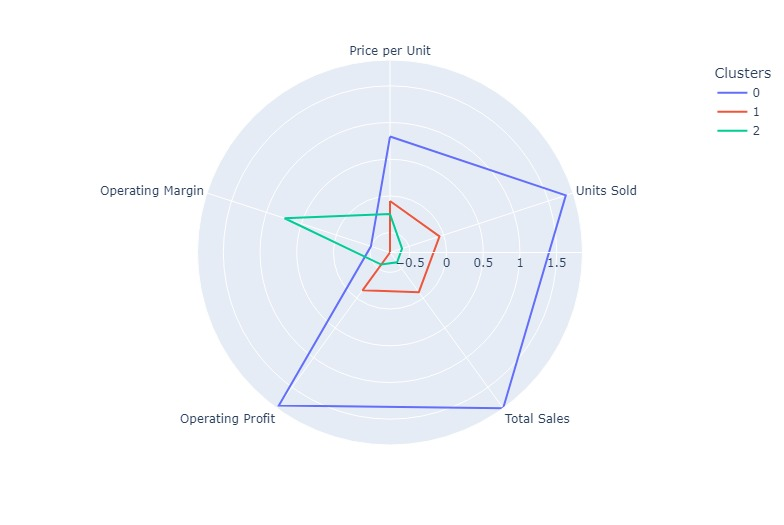 Price per Unit
Clusters
0
1
2
Operating Margin
Units Sold
−0.5
0
0.5
1
1.5
Operating Profit
Total Sales